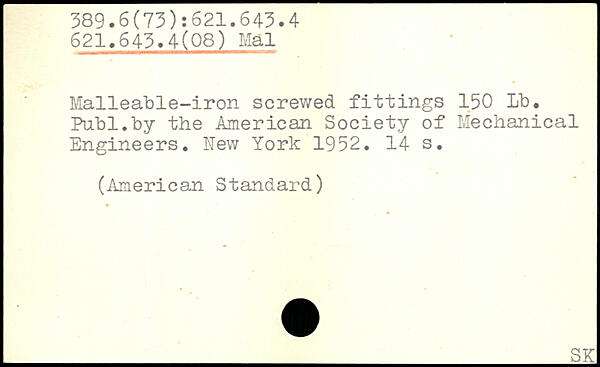 389.6(73):621.643.4
621.643.4(08) Mal
Malleable-iron screwed fittings 150 Lb.
Publ.by the American Society of Mechanical
Engineers. New York 1952. 14 s.
(American Standard)
SK